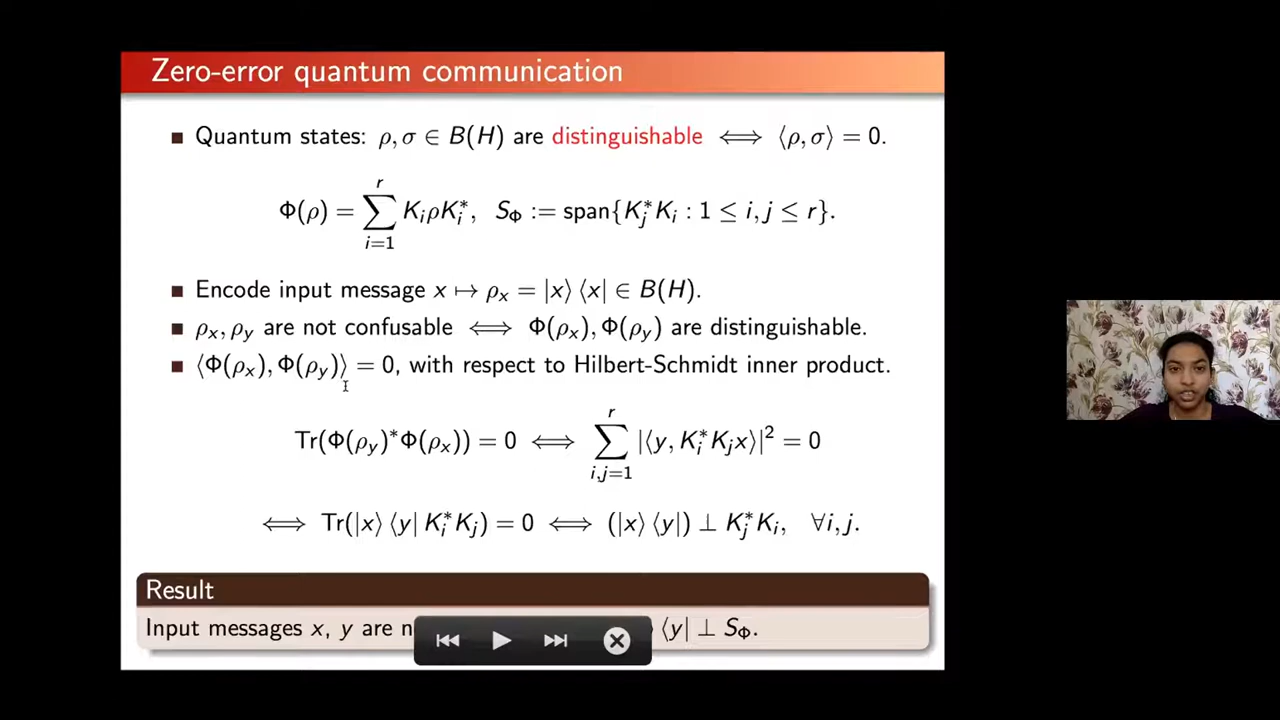 Zero-error quantum communication
Quantum states: ρ, σ ∈ B(H) are distinguishable ⟺ ⟨ρ, σ⟩ = 0.
Φ(ρ) = ∑_{i=1}^{r} K_i ρ K_i^*, S_Φ := span{K_j^* K_i : 1 ≤ i, j ≤ r}.
Encode input message x ↦ ρ_x = |x⟩ ⟨x| ∈ B(H).
ρ_x, ρ_y are not confusable ⟺ Φ(ρ_x), Φ(ρ_y) are distinguishable.
⟨Φ(ρ_x), Φ(ρ_y)⟩ = 0, with respect to Hilbert-Schmidt inner product.
Tr(Φ(ρ_y)^* Φ(ρ_x)) = 0 ⟺ ∑_{i,j=1}^{r} |⟨y, K_i^* K_j x⟩|^2 = 0
⟺ Tr(|x⟩ ⟨y| K_i^* K_j) = 0 ⟺ (|x⟩ ⟨y|) ⊥ K_j^* K_i, ∀i, j.
Result
Input messages x, y are ⟨y| ⊥ S_Φ.